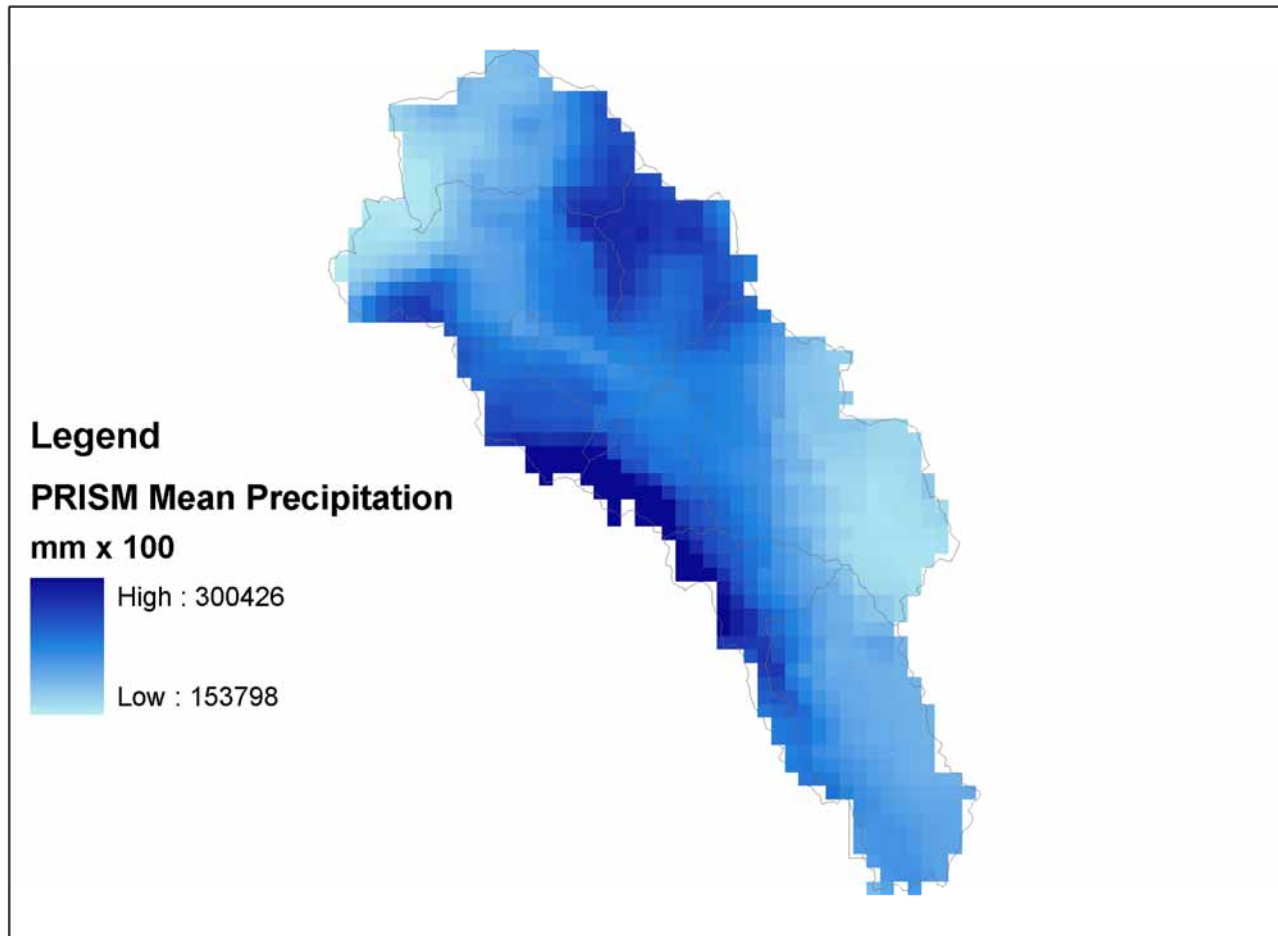 Legend
PRISM Mean Precipitation
mm x 100
High : 300426
Low : 153798